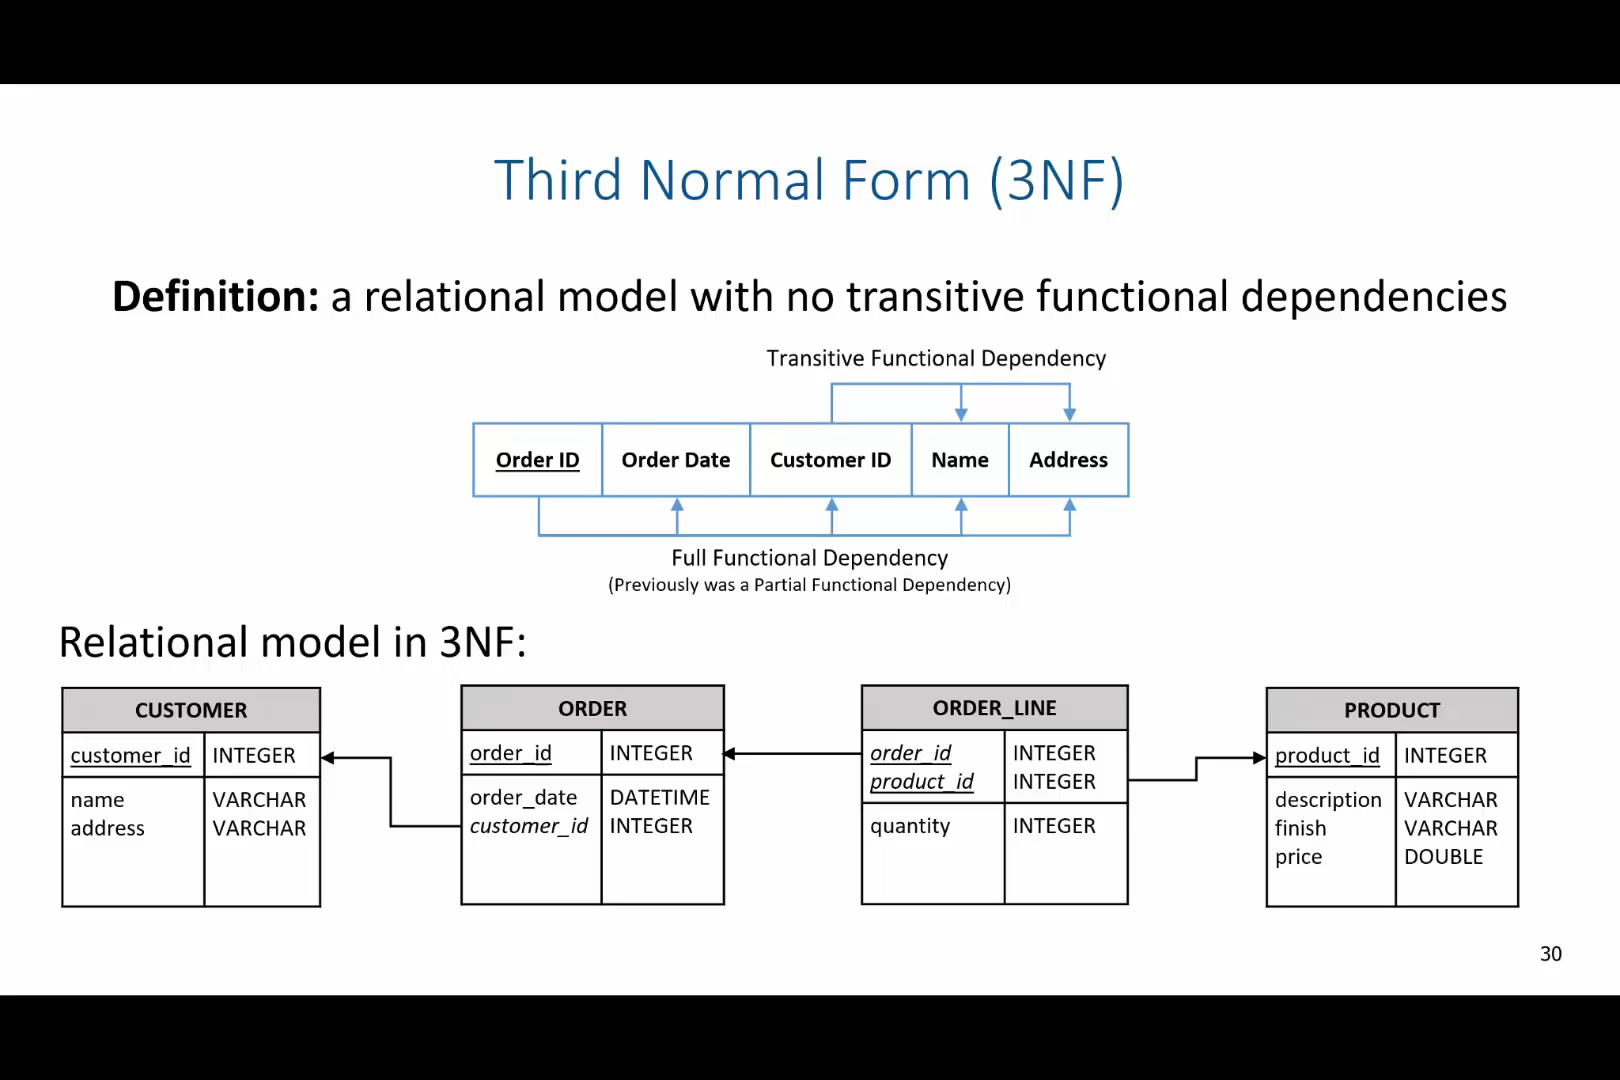 Third Normal Form (3NF)
Definition: a relational model with no transitive functional dependencies
Transitive Functional Dependency
Order ID Order Date Customer ID Name Address
Full Functional Dependency
(Previously was a Partial Functional Dependency)
Relational model in 3NF:
CUSTOMER
customer_id INTEGER
name VARCHAR
address VARCHAR
ORDER
order_id INTEGER
order_date DATETIME
customer_id INTEGER
ORDER_LINE
order_id INTEGER
product_id INTEGER
quantity INTEGER
PRODUCT
product_id INTEGER
description VARCHAR
finish VARCHAR
price DOUBLE
30